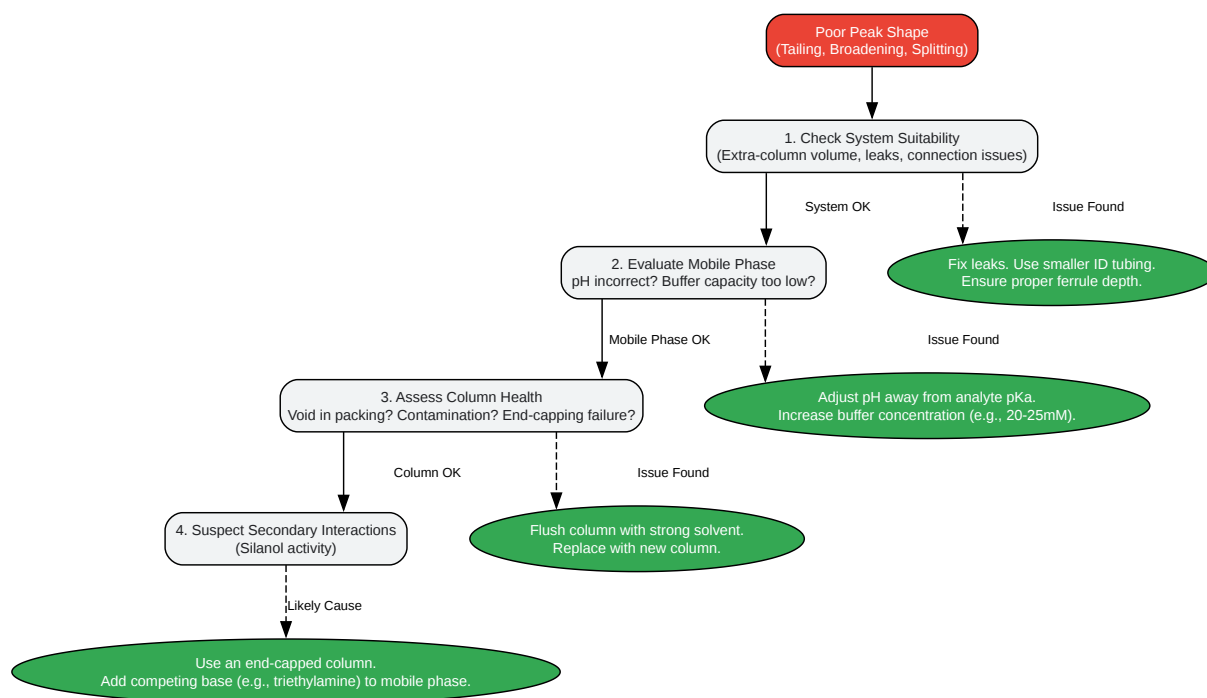 Poor Peak Shape
(Tailing, Broadening, Splitting)
1. Check System Suitability
(Extra-column volume, leaks, connection issues)
System OK
Issue Found
2. Evaluate Mobile Phase
pH incorrect? Buffer capacity too low?
Fix leaks. Use smaller ID tubing.
Ensure proper ferrule depth.
Mobile Phase OK
Issue Found
3. Assess Column Health
Void in packing? Contamination? End-capping failure?
Adjust pH away from analyte pKa.
Increase buffer concentration (e.g., 20-25mM).
Column OK
Issue Found
4. Suspect Secondary Interactions
(Silanol activity)
Flush column with strong solvent.
Replace with new column.
Likely Cause
Use an end-capped column.
Add competing base (e.g., triethylamine) to mobile phase.